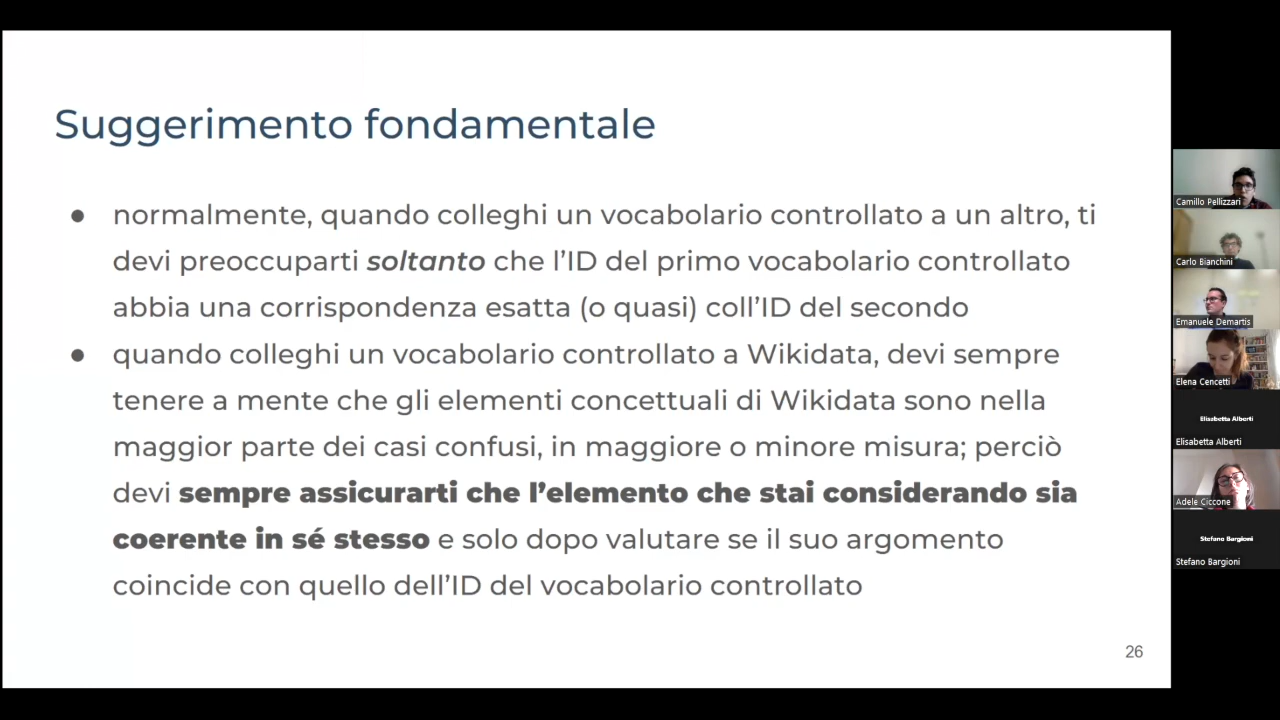 Suggerimento fondamentale
● normalmente, quando colleghi un vocabolario controllato a un altro, ti
devi preoccuparti soltanto che l’ID del primo vocabolario controllato
abbia una corrispondenza esatta (o quasi) coll’ID del secondo
● quando colleghi un vocabolario controllato a Wikidata, devi sempre
tenere a mente che gli elementi concettuali di Wikidata sono nella
maggior parte dei casi confusi, in maggiore o minore misura; perciò
devi sempre assicurarti che l’elemento che stai considerando sia
coerente in sé stesso e solo dopo valutare se il suo argomento
coincide con quello dell’ID del vocabolario controllato
26
Camillo Pellizzari
Carlo Bianchini
Emanuele Demartis
Elena Cencetti
Elisabetta Alberti
Elisabetta Alberti
Adele Ciccone
Stefano Bargioni
Stefano Bargioni